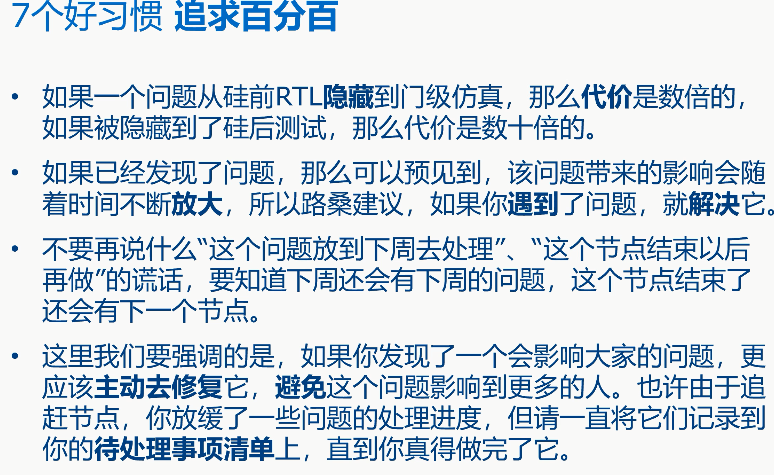 7个好习惯 追求百分百
• 如果一个问题从硅前RTL隐藏到门级仿真，那么代价是数倍的，
如果被隐藏到了硅后测试，那么代价是数十倍的。
• 如果已经发现了问题，那么可以预见到，该问题带来的影响会随
着时间不断放大，所以路桑建议，如果你遇到了问题，就解决它。
• 不要再说什么“这个问题放到下周去处理”、“这个节点结束以后
再做”的谎话，要知道下周还会有下周的问题，这个节点结束了
还会有下一个节点。
• 这里我们要强调的是，如果你发现了一个会影响大家的问题，更
应该主动去修复它，避免这个问题影响到更多的人。也许由于追
赶节点，你放缓了一些问题的处理进度，但请一直将它们记录到
你的待处理事项清单上，直到你真得做完了它。